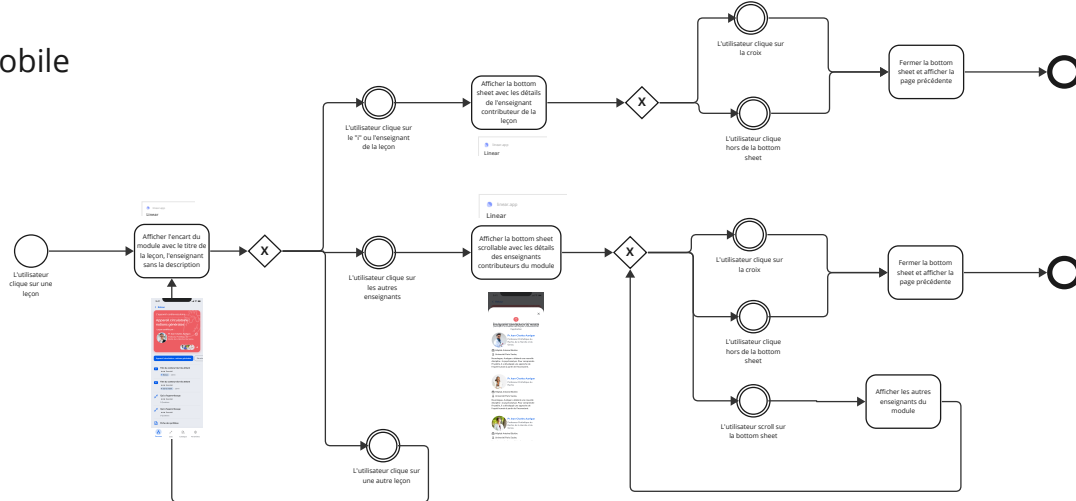 obile
L'utilisateur clique sur
la croix
Fermer la bottom
sheet et afficher la
page précédente
Afficher la bottom
sheet avec les détails
de l'enseignant
contributeur de la
leçon
X
L'utilisateur clique sur
le "i" ou l'enseignant
de la leçon
L'utilisateur clique
hors de la bottom
sheet
linear.app
Linear
linear.app
Linear
linear.app
Linear
Afficher l'encart du
module avec le titre de
la leçon, l'enseignant
sans la description
X
Afficher la bottom sheet
scrollable avec les détails
des enseignants
contributeurs du module
X
L'utilisateur
clique sur une
leçon
L'utilisateur clique sur
les autres
enseignants
L'utilisateur clique sur
la croix
Fermer la bottom
sheet et afficher la
page précédente
L'utilisateur clique
hors de la bottom
sheet
Afficher les autres
enseignants du
module
L'utilisateur scroll sur
la bottom sheet
L'utilisateur clique sur
une autre leçon